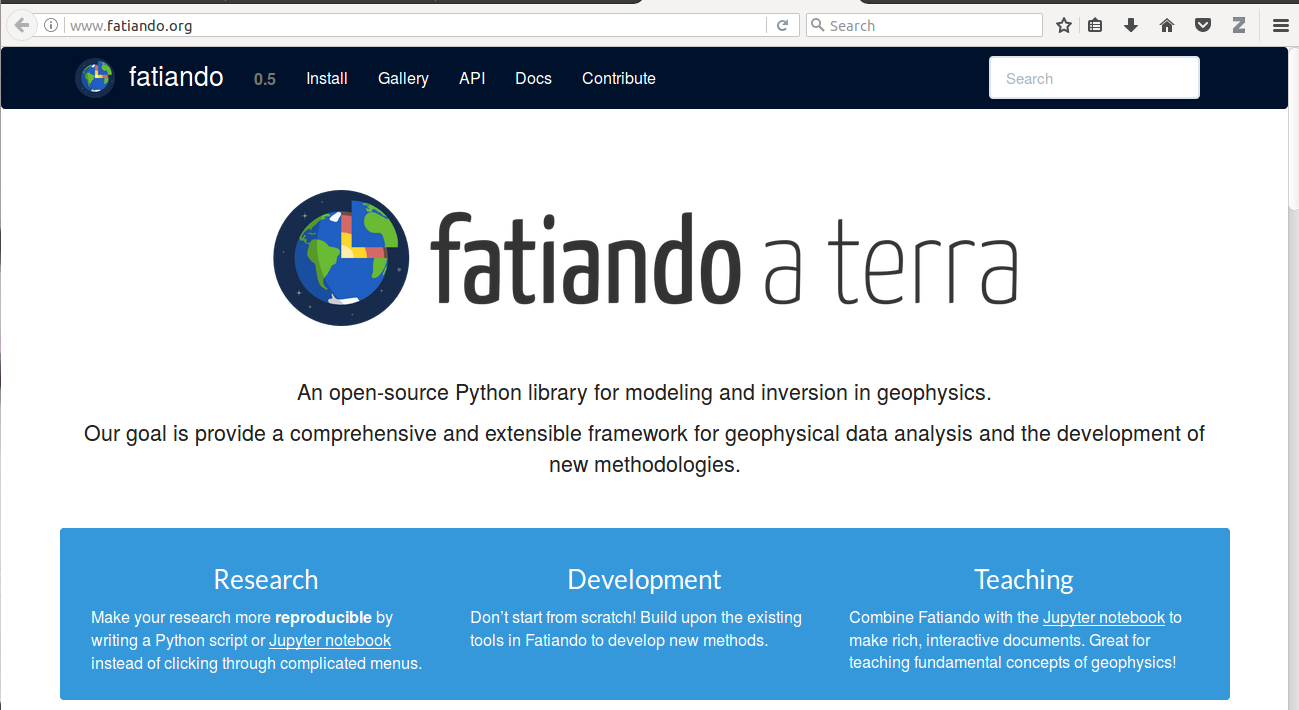 www.fatiando.org
Search
fatiando 0.5 Install Gallery API Docs Contribute Search
fatiando a terra
An open-source Python library for modeling and inversion in geophysics.
Our goal is provide a comprehensive and extensible framework for geophysical data analysis and the development of
new methodologies.
Research
Make your research more reproducible by
writing a Python script or Jupyter notebook
instead of clicking through complicated menus.
Development
Don't start from scratch! Build upon the existing
tools in Fatiando to develop new methods.
Teaching
Combine Fatiando with the Jupyter notebook to
make rich, interactive documents. Great for
teaching fundamental concepts of geophysics!